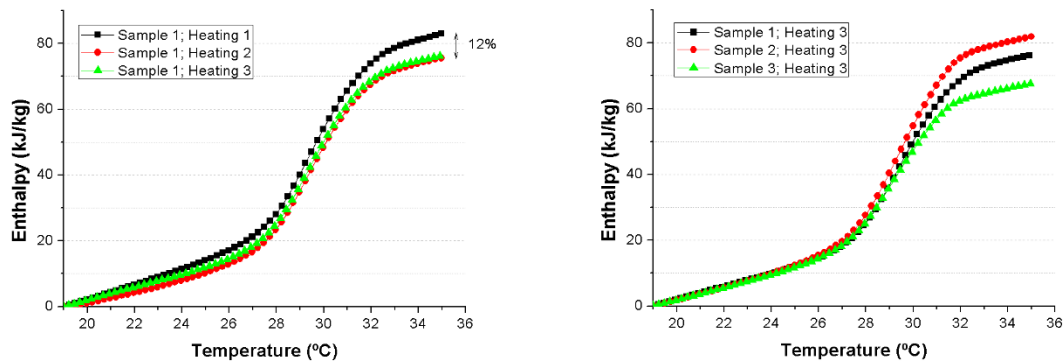 Sample 1; Heating 1
Sample 1; Heating 2
Sample 1; Heating 3
12%
Enthalpy (kJ/kg)
80
60
40
20
0
20 22 24 26 28 30 32 34 36
Temperature (ºC)
Sample 1; Heating 3
Sample 2; Heating 3
Sample 3; Heating 3
Enthalpy (kJ/kg)
80
60
40
20
0
20 22 24 26 28 30 32 34 36
Temperature (ºC)